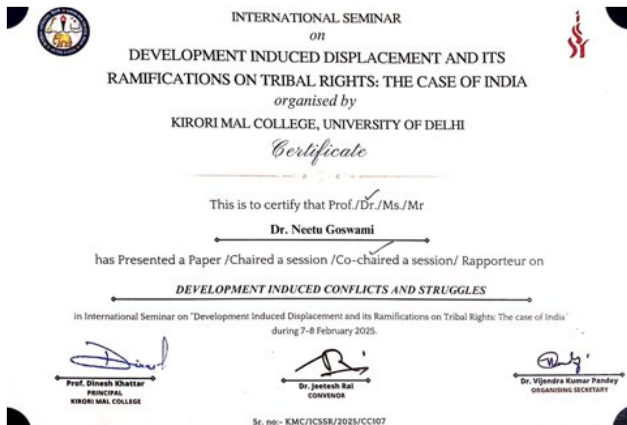 INTERNATIONAL SEMINAR
on
DEVELOPMENT INDUCED DISPLACEMENT AND ITS
RAMIFICATIONS ON TRIBAL RIGHTS: THE CASE OF INDIA
organised by
KIRORI MAL COLLEGE, UNIVERSITY OF DELHI
Certificate
This is to certify that Prof./Dr./Ms./Mr
Dr. Neetu Goswami
has Presented a Paper /Chaired a session /Co-chaired a session/ Rapporteur on
DEVELOPMENT INDUCED CONFLICTS AND STRUGGLES
in International Seminar on "Development Induced Displacement and its Ramifications on Tribal Rights: The case of India"
during 7-8 February 2025.
Prof. Dinesh Khattar
PRINCIPAL
KIRORI MAL COLLEGE
Dr. Jeetesh Rai
CONVENOR
Dr. Vijendra Kumar Pandey
ORGANISING SECRETARY
Sr. no:- KMC/ICSSR/2025/CC107